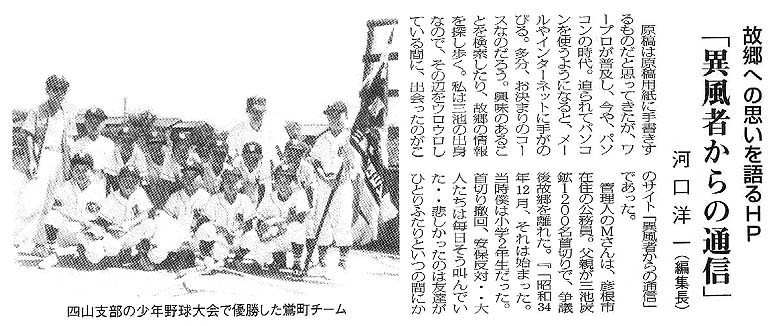 故郷への思いを語るHP
「異風者からの通信」
河口洋一(編集長)
原稿は原稿用紙に手書きす
るものだと思ってきたが、ワ
ープロが普及し、今や、パソ
コンの時代。迫られてパソコ
ンを使うようになると、メー
ルやインターネットに手がの
びる。多分、お決まりのコー
スなのだろう。興味のあるこ
とを検索したり、故郷の情報
を探し歩く。私は三池の出身
なので、その辺をウロウロし
ている間に、出会ったのがこ
のサイト「異風者からの通信」
であった。
管理人のMさんは、彦根市
在住の公務員。父親が三池炭
鉱1200名首切りで、争議
後故郷を離れた。『「昭和34
年12月、それは始まった。
当時僕は小学2年生だった。
首切り撤回、安保反対・・大
人たちは毎日そう叫んでい
た・・悲しかったのは友達が
ひとりふたりといつの間にか
四山支部の少年野球大会で優勝した鴬町チーム